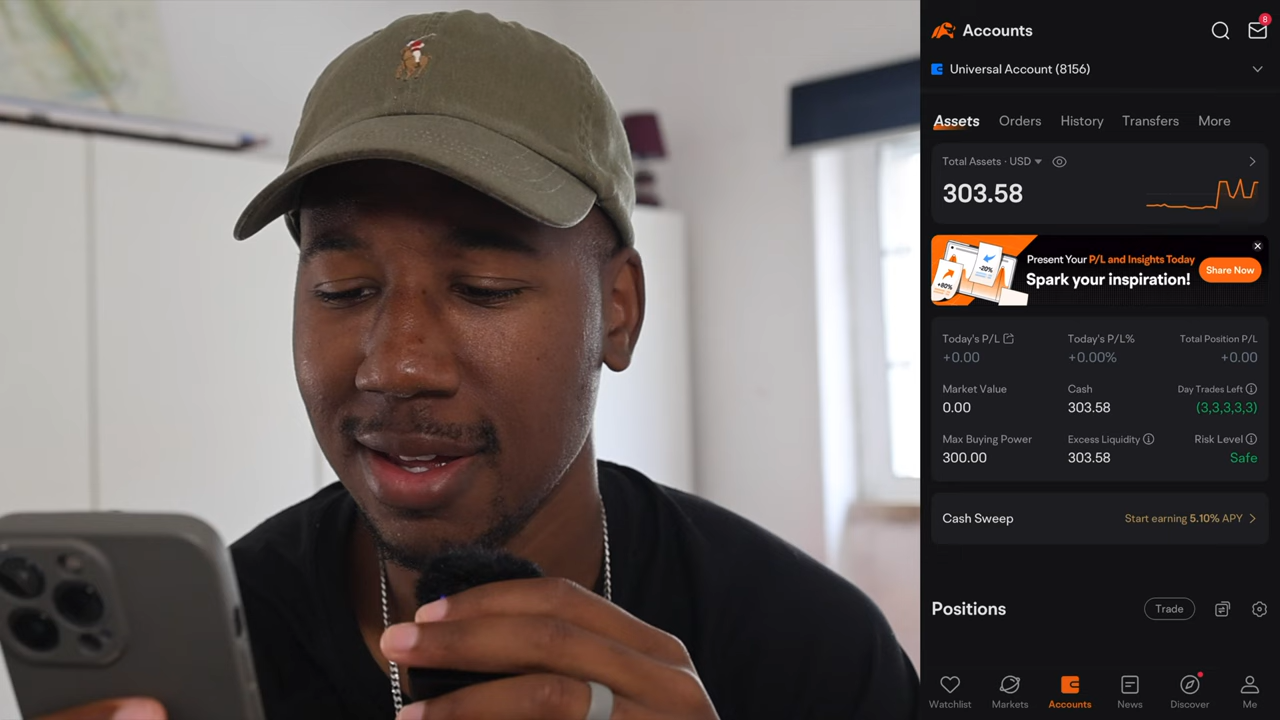 Accounts
8
Universal Account (8156)
Assets Orders History Transfers More
Total Assets · USD
303.58
Present Your P/L and Insights Today
Spark your inspiration!
Share Now
-20%
+80%
Today's P/L Today's P/L% Total Position P/L
+0.00 +0.00% +0.00
Market Value Cash Day Trades Left
0.00 303.58 (3,3,3,3,3)
Max Buying Power Excess Liquidity Risk Level
300.00 303.58 Safe
Cash Sweep Start earning 5.10% APY
Positions Trade
Watchlist Markets Accounts News Discover Me